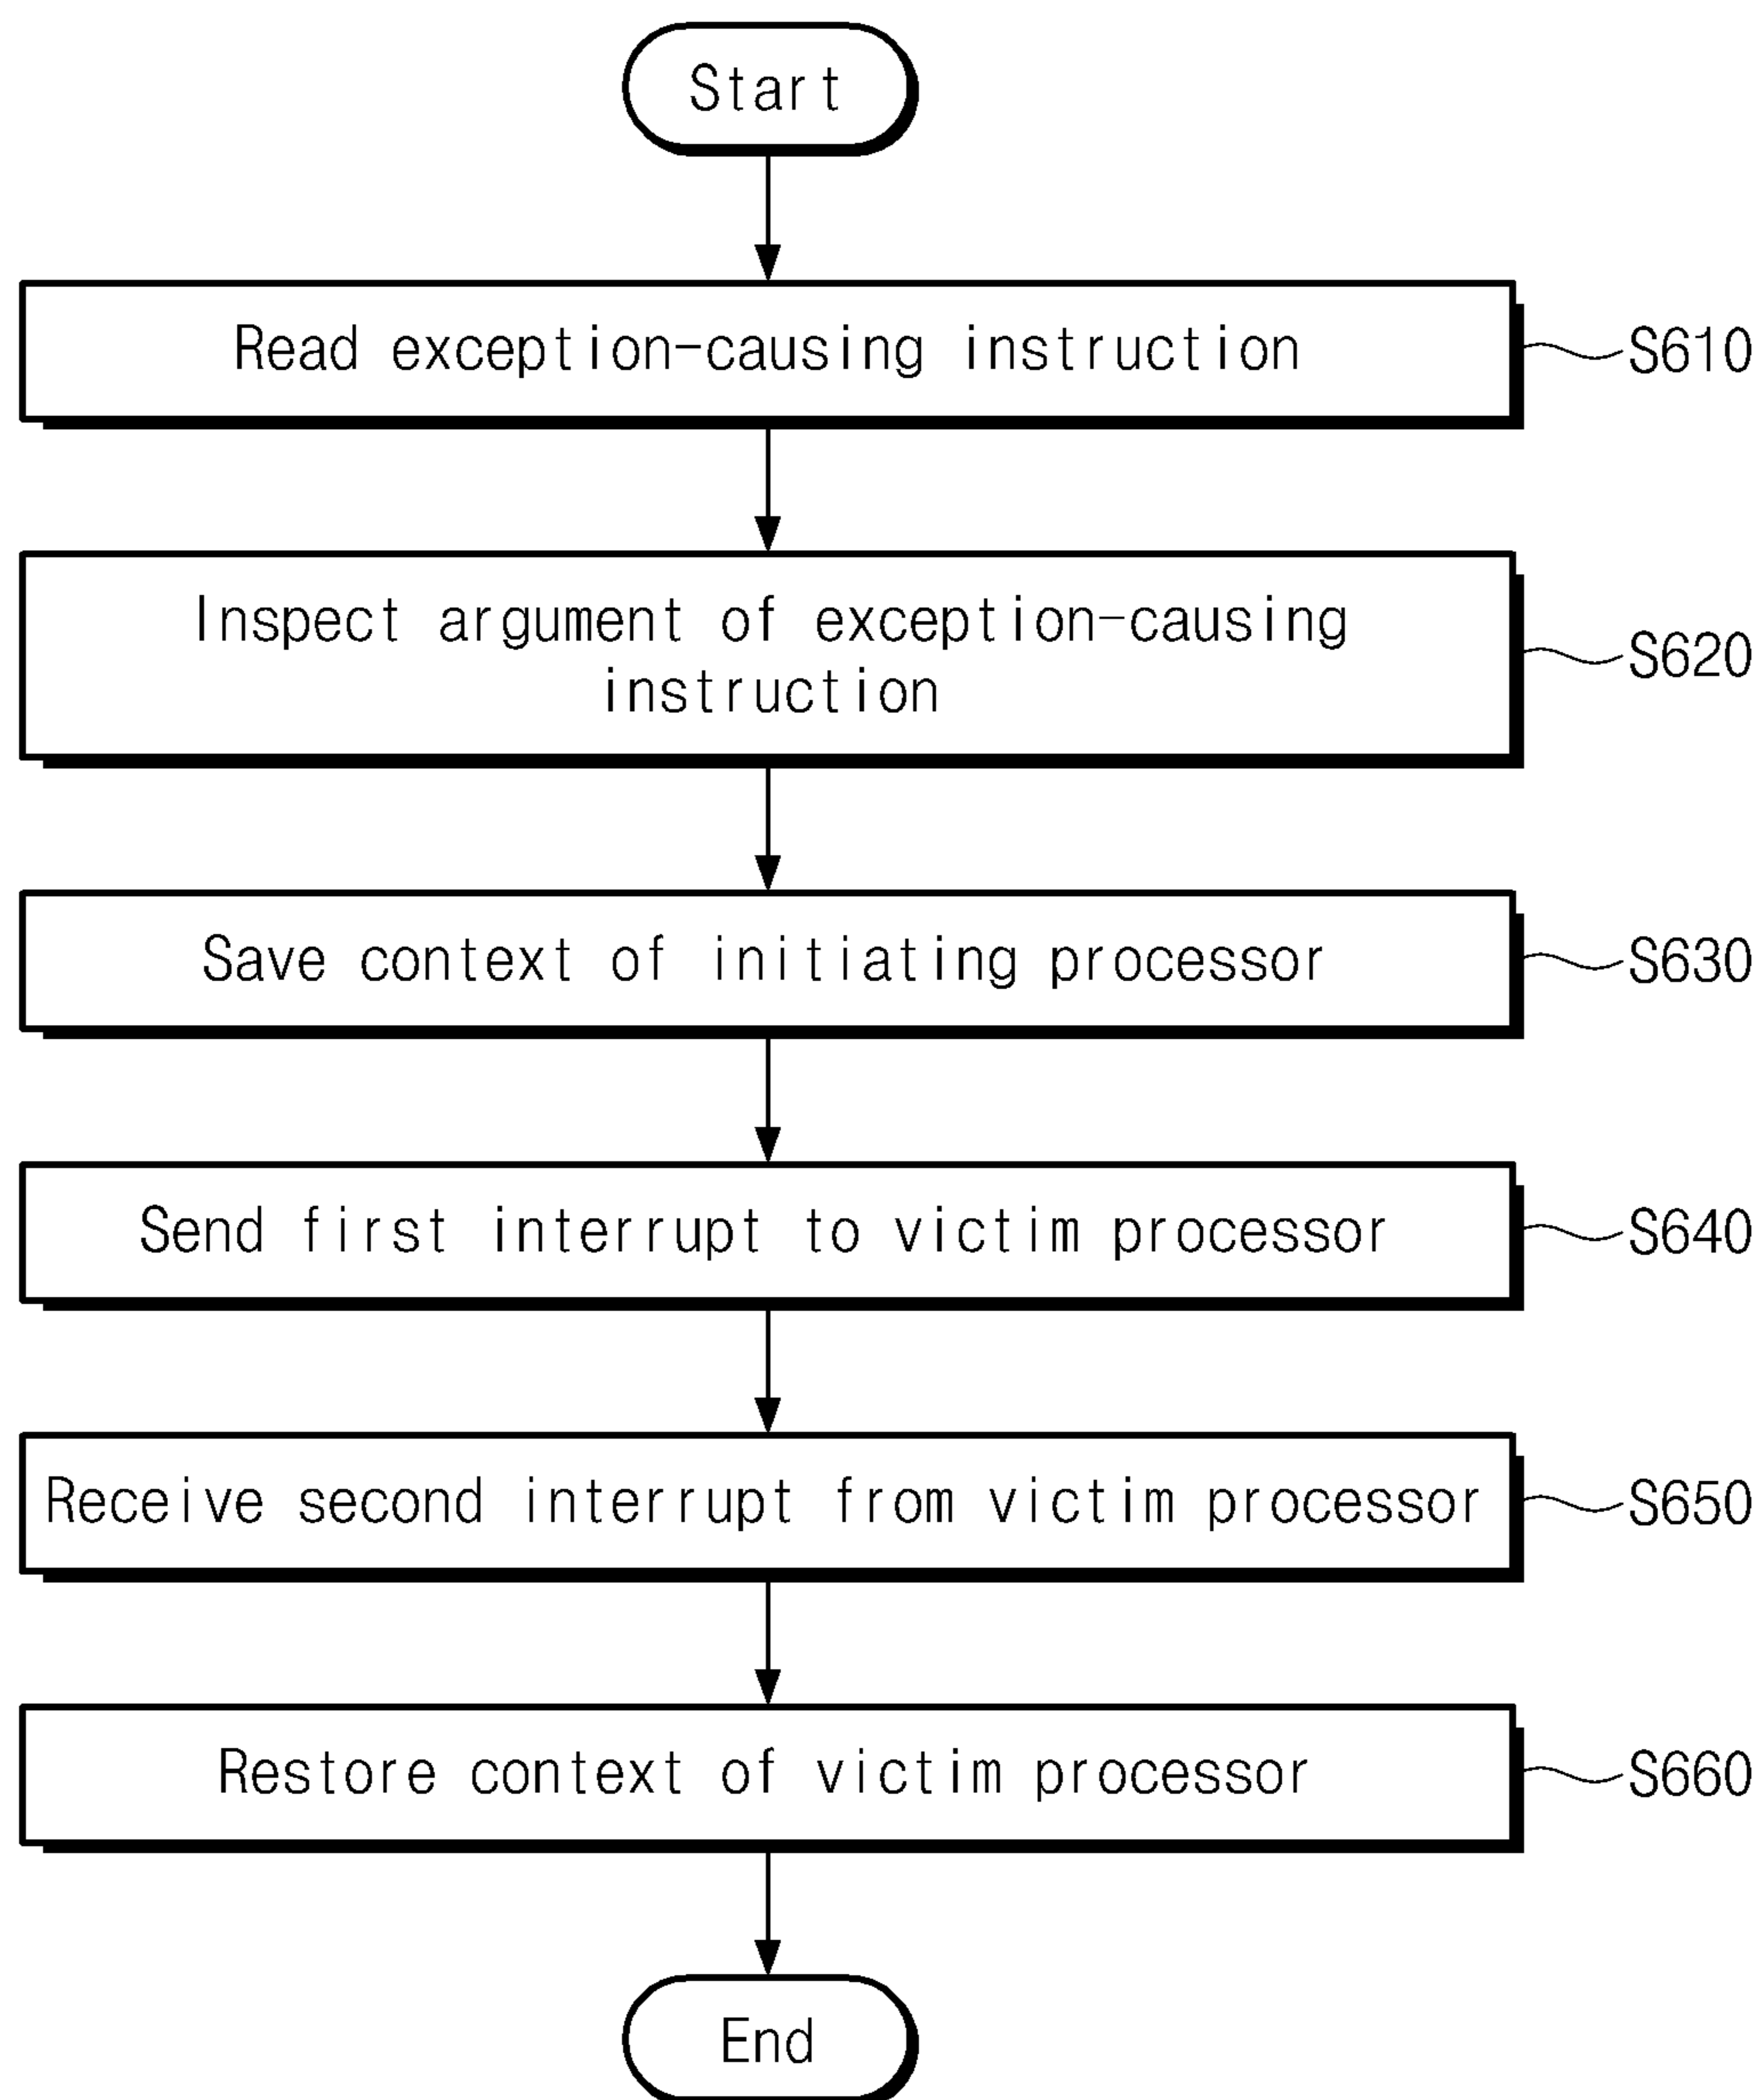 Start
Read exception-causing instruction
S610
Inspect argument of exception-causing
instruction
S620
Save context of initiating processor
S630
Send first interrupt to victim processor
S640
Receive second interrupt from victim processor
S650
Restore context of victim processor
S660
End